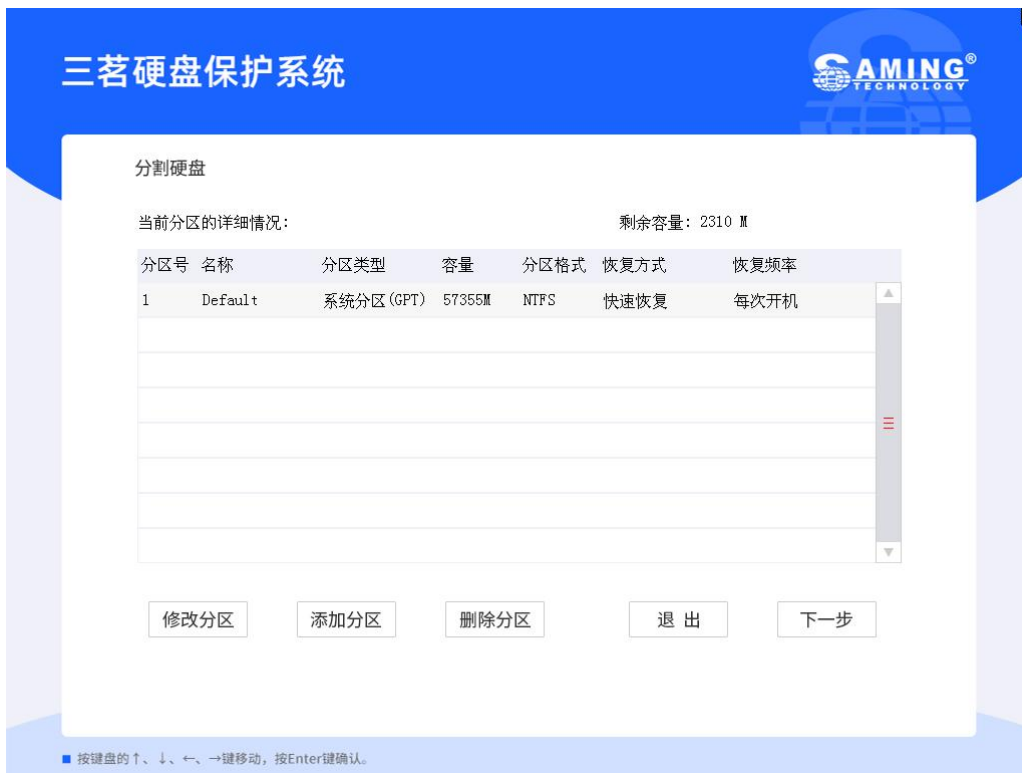 三茗硬盘保护系统
SAMING®
TECHNOLOGY
分割硬盘
当前分区的详细情况： 剩余容量：2310 M
分区号 名称 分区类型 容量 分区格式 恢复方式 恢复频率
1 Default 系统分区(GPT) 57355M NTFS 快速恢复 每次开机
修改分区 添加分区 删除分区 退 出 下一步
按键盘的↑、↓、←、→键移动，按Enter键确认。